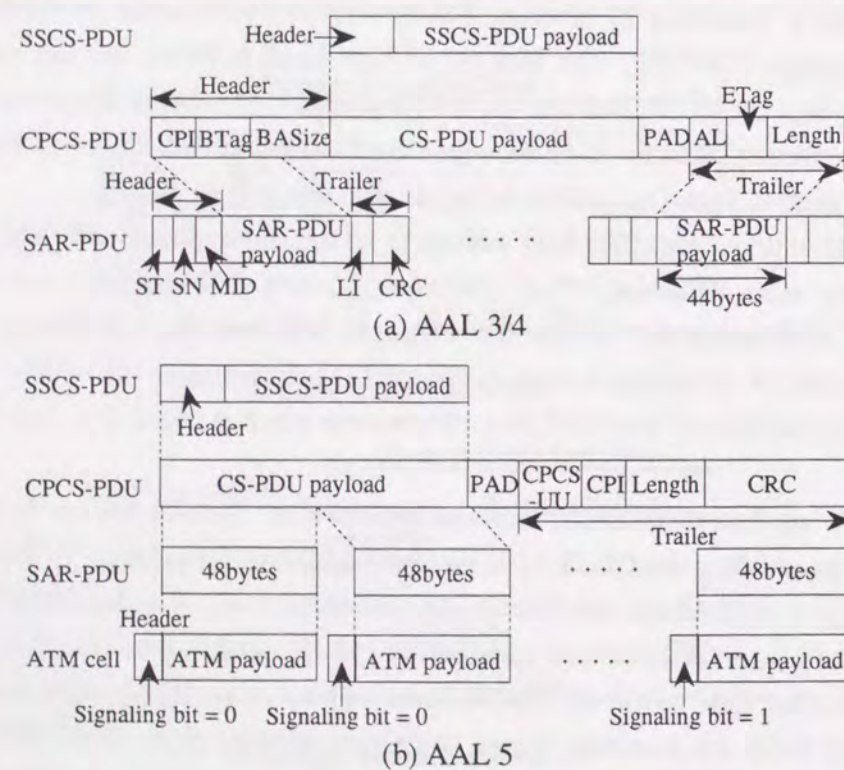 SSCS-PDU Header SSCS-PDU payload
Header ETag
CPCS-PDU CPI BTag BASize CS-PDU payload PAD AL Length
Header Trailer Trailer
SAR-PDU SAR-PDU payload · · · SAR-PDU payload
ST SN MID LI CRC 44bytes
(a) AAL 3/4
SSCS-PDU SSCS-PDU payload
Header
CPCS-PDU CS-PDU payload PAD CPCS-UU CPI Length CRC
Trailer
SAR-PDU 48bytes 48bytes 48bytes
Header
ATM cell ATM payload ATM payload · · · · · ATM payload
Signaling bit = 0 Signaling bit = 0 Signaling bit = 1
(b) AAL 5